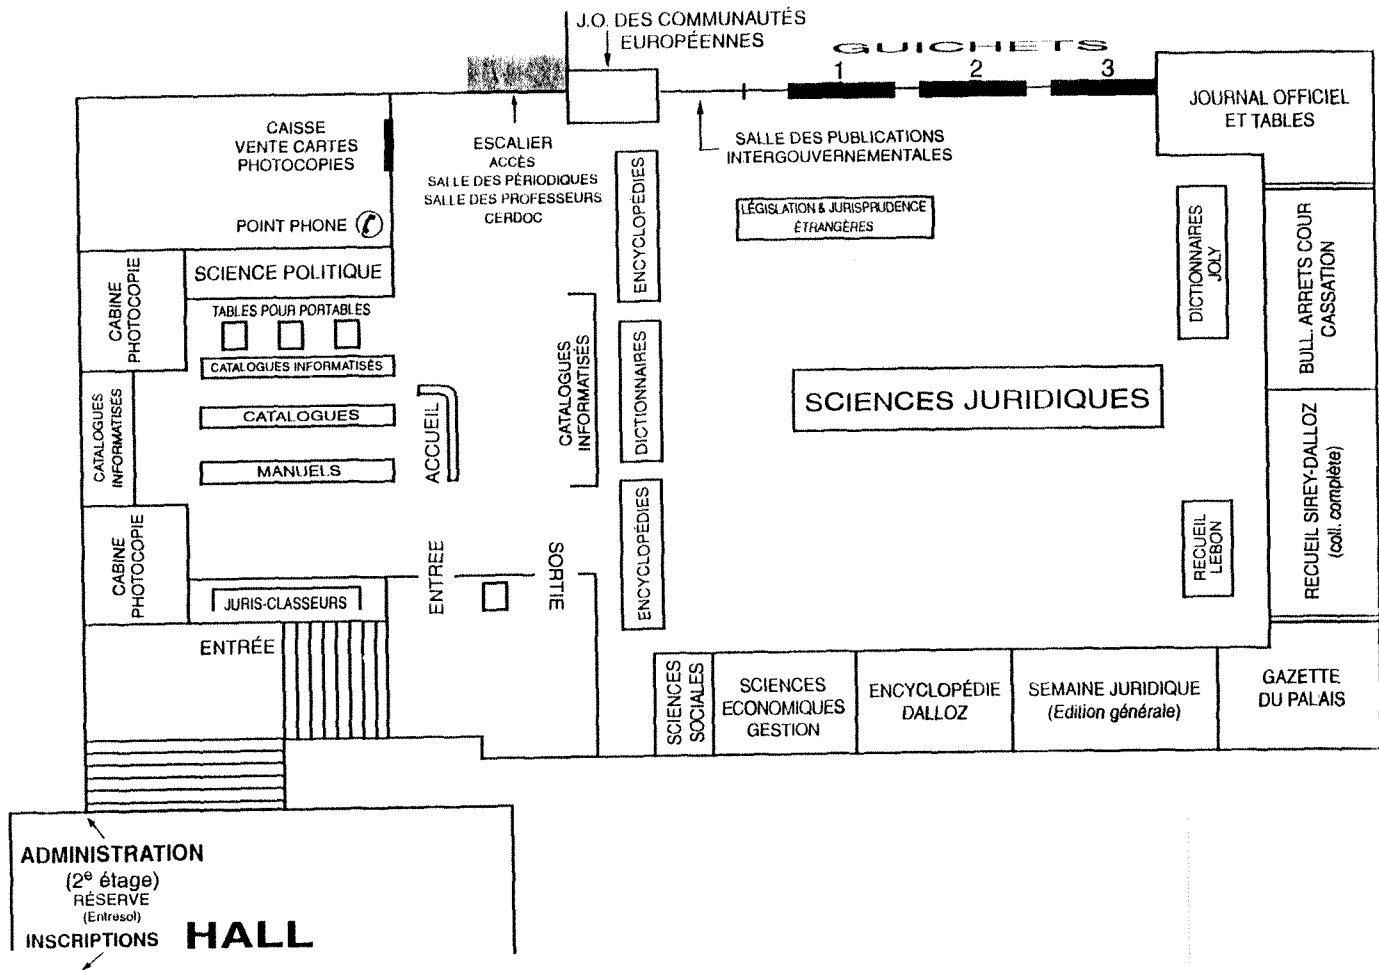 J.O. DES COMMUNAUTÉS
EUROPÉENNES
GUICHETS
1
2
3
JOURNAL OFFICIEL
ET TABLES
CAISSE
VENTE CARTES
PHOTOCOPIES
POINT PHONE
ESCALIER
ACCÈS
SALLE DES PÉRIODIQUES
SALLE DES PROFESSEURS
CERDOC
SALLE DES PUBLICATIONS
INTERGOUVERNEMENTALES
ENCYCLOPÉDIES
LÉGISLATION & JURISPRUDENCE
ÉTRANGÈRES
DICTIONNAIRES
JOLY
BULL. ARRETS COUR
CASSATION
CABINE
PHOTOCOPIE
SCIENCE POLITIQUE
TABLES POUR PORTABLES
CATALOGUES INFORMATISÉS
CATALOGUES
MANUELS
CATALOGUES
INFORMATISÉS
ACCUEIL
CATALOGUES
INFORMATISÉS
DICTIONNAIRES
SCIENCES JURIDIQUES
RECUEIL SIREY-DALLOZ
(coll. complète)
CABINE
PHOTOCOPIE
JURIS-CLASSEURS
ENTREE
SORTIE
ENCYCLOPÉDIES
RECUEIL
LEBON
ENTRÉE
SCIENCES
SOCIALES
SCIENCES
ECONOMIQUES
GESTION
ENCYCLOPÉDIE
DALLOZ
SEMAINE JURIDIQUE
(Edition générale)
GAZETTE
DU PALAIS
ADMINISTRATION
(2e étage)
RÉSERVE
(Entresol)
INSCRIPTIONS
HALL